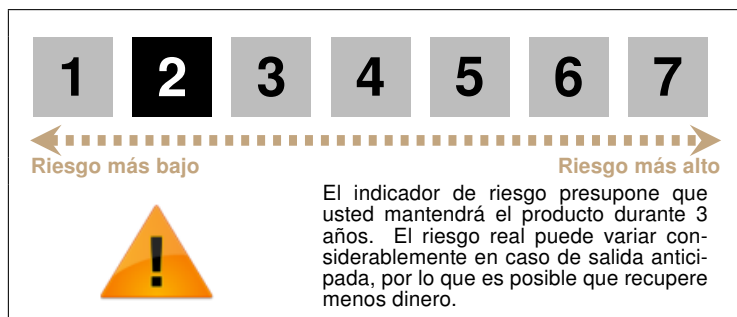 1 2 3 4 5 6 7
Riesgo más bajo Riesgo más alto
El indicador de riesgo presupone que
usted mantendrá el producto durante 3
años. El riesgo real puede variar con-
siderablemente en caso de salida antici-
pada, por lo que es posible que recupere
menos dinero.